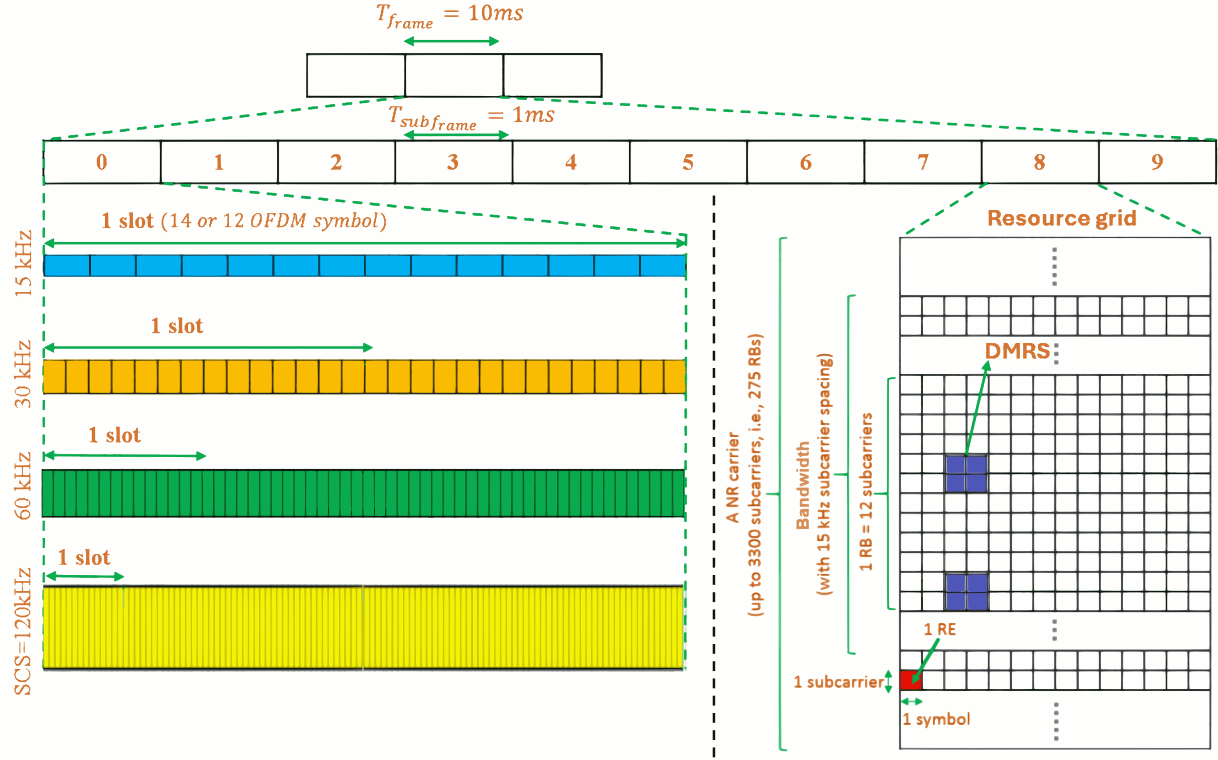 T_frame = 10ms
T_subframe = 1ms
0 1 2 3 4 5 6 7 8 9
1 slot (14 or 12 OFDM symbol)
15 kHz
1 slot
30 kHz
1 slot
60 kHz
1 slot
SCS=120kHz
A NR carrier
(up to 3300 subcarriers, i.e., 275 RBs)
Bandwidth
(with 15 kHz subcarrier spacing)
1 RB = 12 subcarriers
Resource grid
DMRS
1 RE
1 subcarrier
1 symbol